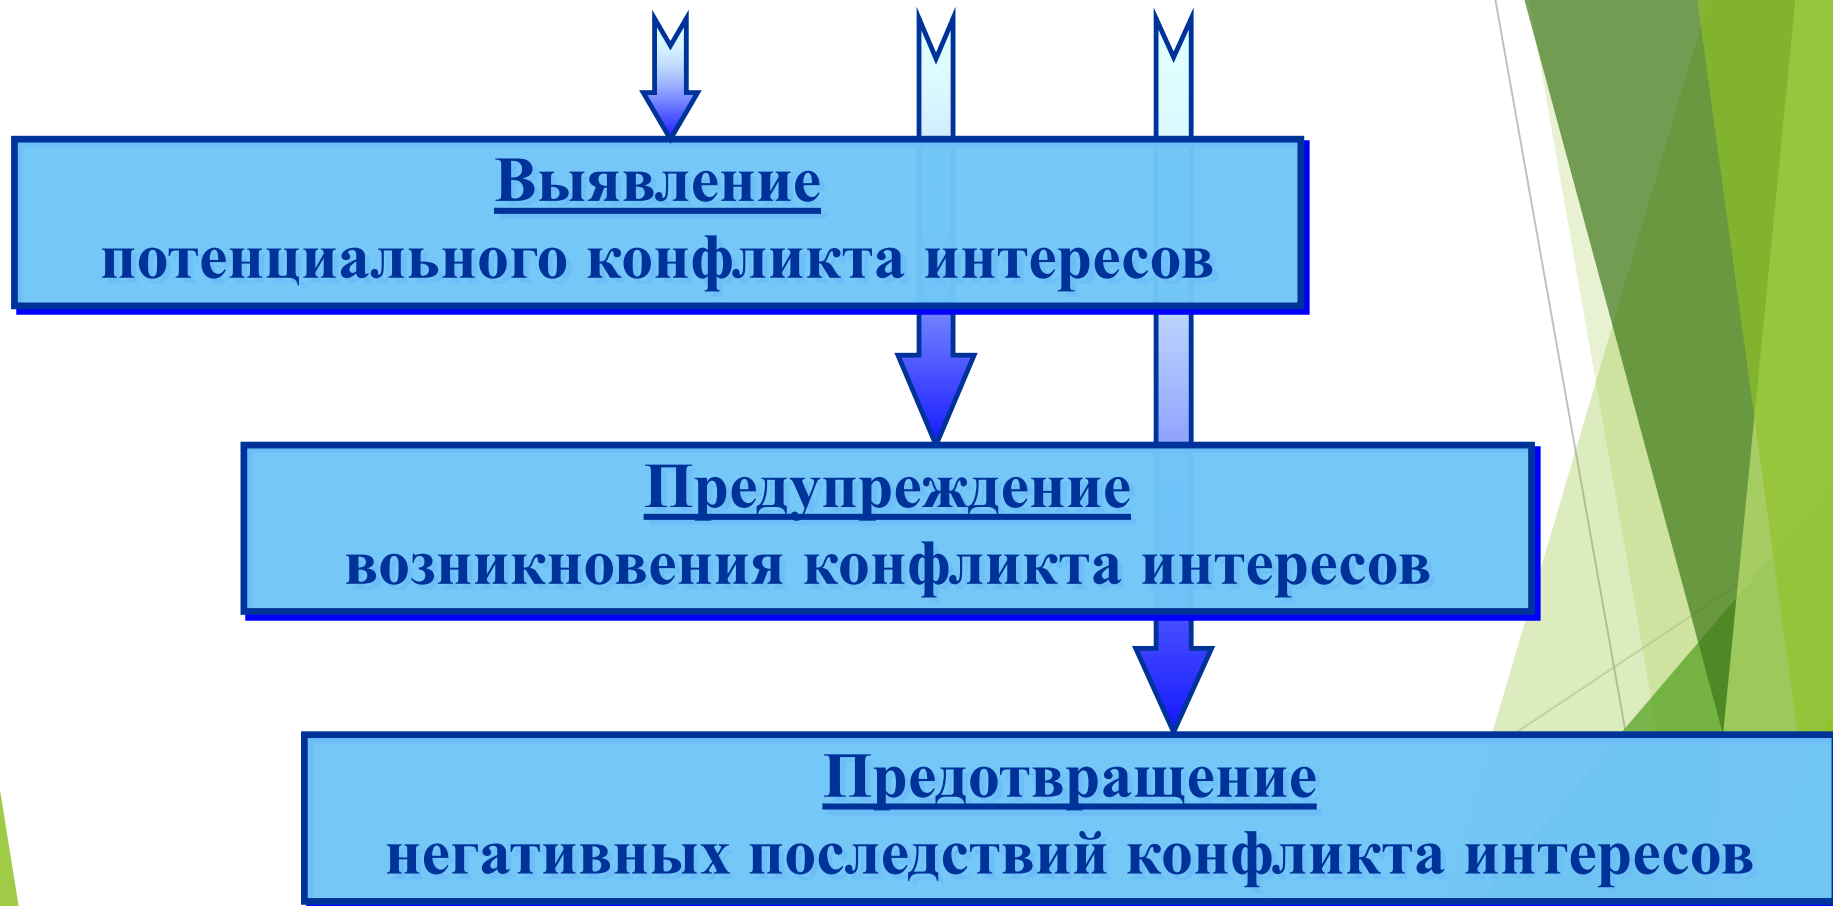 Выявление
потенциального конфликта интересов
Предупреждение
возникновения конфликта интересов
Предотвращение
негативных последствий конфликта интересов